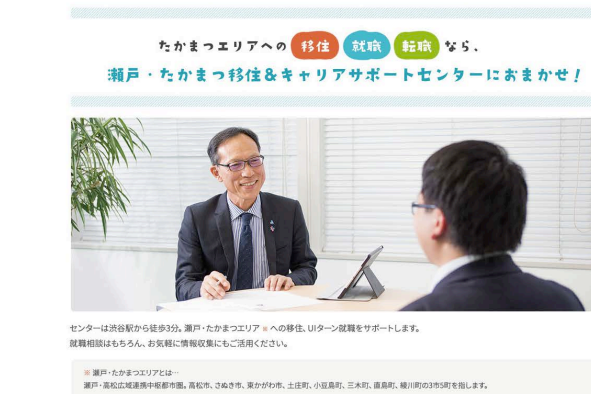 たかまつエリアへの 移住 就職 転職 なら、
瀬戸・たかまつ移住&キャリアサポートセンターにおまかせ!
センターは渋谷駅から徒歩3分。瀬戸・たかまつエリア ※ への移住、UIターン就職をサポートします。
就職相談はもちろん、お気軽に情報収集にもご活用ください。
※ 瀬戸・たかまつエリアとは…
瀬戸・高松広域連携中枢都市圏。高松市、さぬき市、東かがわ市、土庄町、小豆島町、三木町、直島町、綾川町の3市5町を指します。